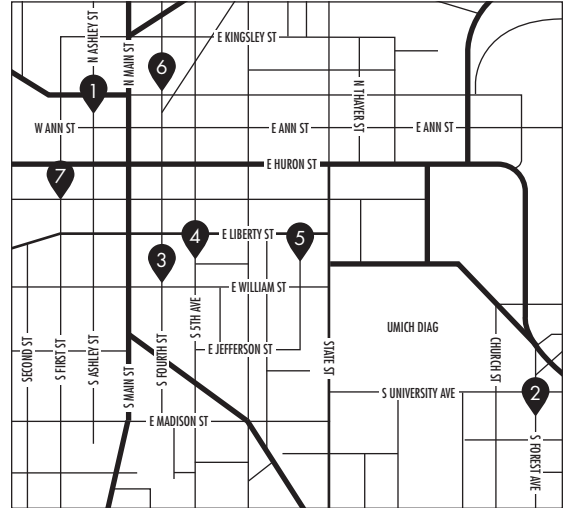 N ASHLEY ST
N MAIN ST
E KINGSLEY ST
6
1
N THAYER ST
W ANN ST
E ANN ST
E ANN ST
E HURON ST
7
4
E LIBERTY ST
5
3
E WILLIAM ST
S 5TH AVE
UMICH DIAG
SECOND ST
S FIRST ST
S ASHLEY ST
S MAIN ST
S FOURTH ST
E JEFFERSON ST
STATE ST
CHURCH ST
S UNIVERSITY AVE
2
E MADISON ST
S FOREST AVE